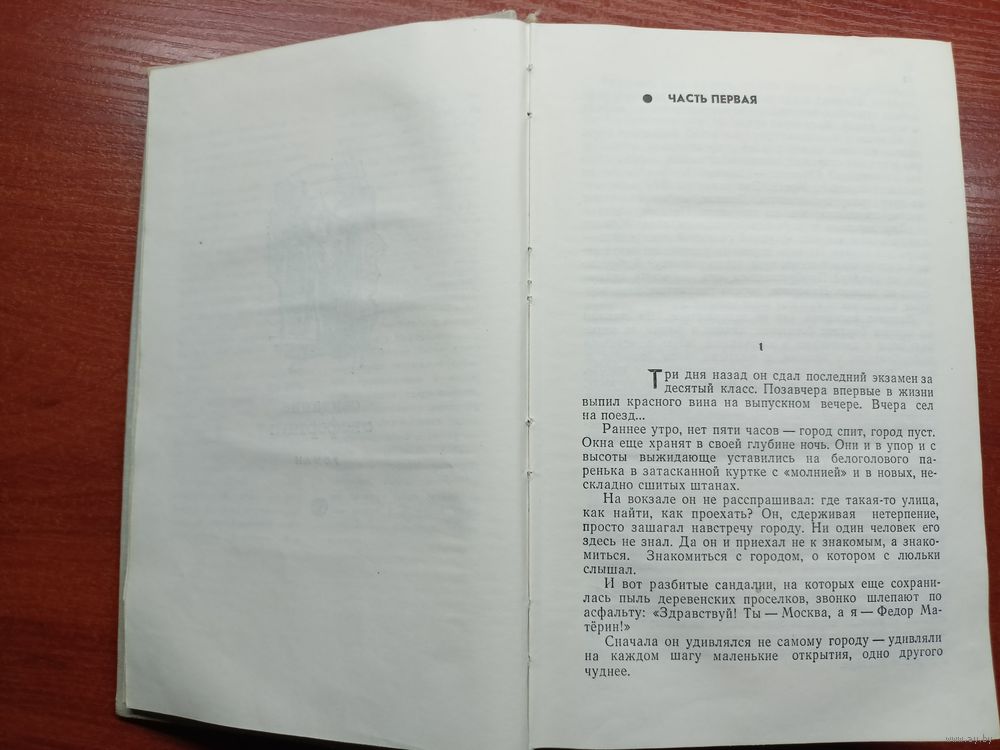 ● ЧАСТЬ ПЕРВАЯ
1
Три дня назад он сдал последний экзамен за
десятый класс. Позавчера впервые в жизни
выпил красного вина на выпускном вечере. Вчера сел
на поезд...
Раннее утро, нет пяти часов — город спит, город пуст.
Окна еще хранят в своей глубине ночь. Они и в упор и с
высоты выжидающе уставились на белоголового па-
ренька в затасканной куртке с «молнией» и в новых, не-
складно сшитых штанах.
На вокзале он не расспрашивал: где такая-то улица,
как найти, как проехать? Он, сдерживая нетерпение,
просто зашагал навстречу городу. Ни один человек его
здесь не знал. Да он и приехал не к знакомым, а знако-
миться. Знакомиться с городом, о котором с люльки
слышал.
И вот разбитые сандалии, на которых еще сохрани-
лась пыль деревенских проселков, звонко шлепают по
асфальту: «Здравствуй! Ты — Москва, а я — Федор Ма-
тёрин!»
Сначала он удивлялся не самому городу — удивляли
на каждом шагу маленькие открытия, одно другого
чуднее.
www.ay.by